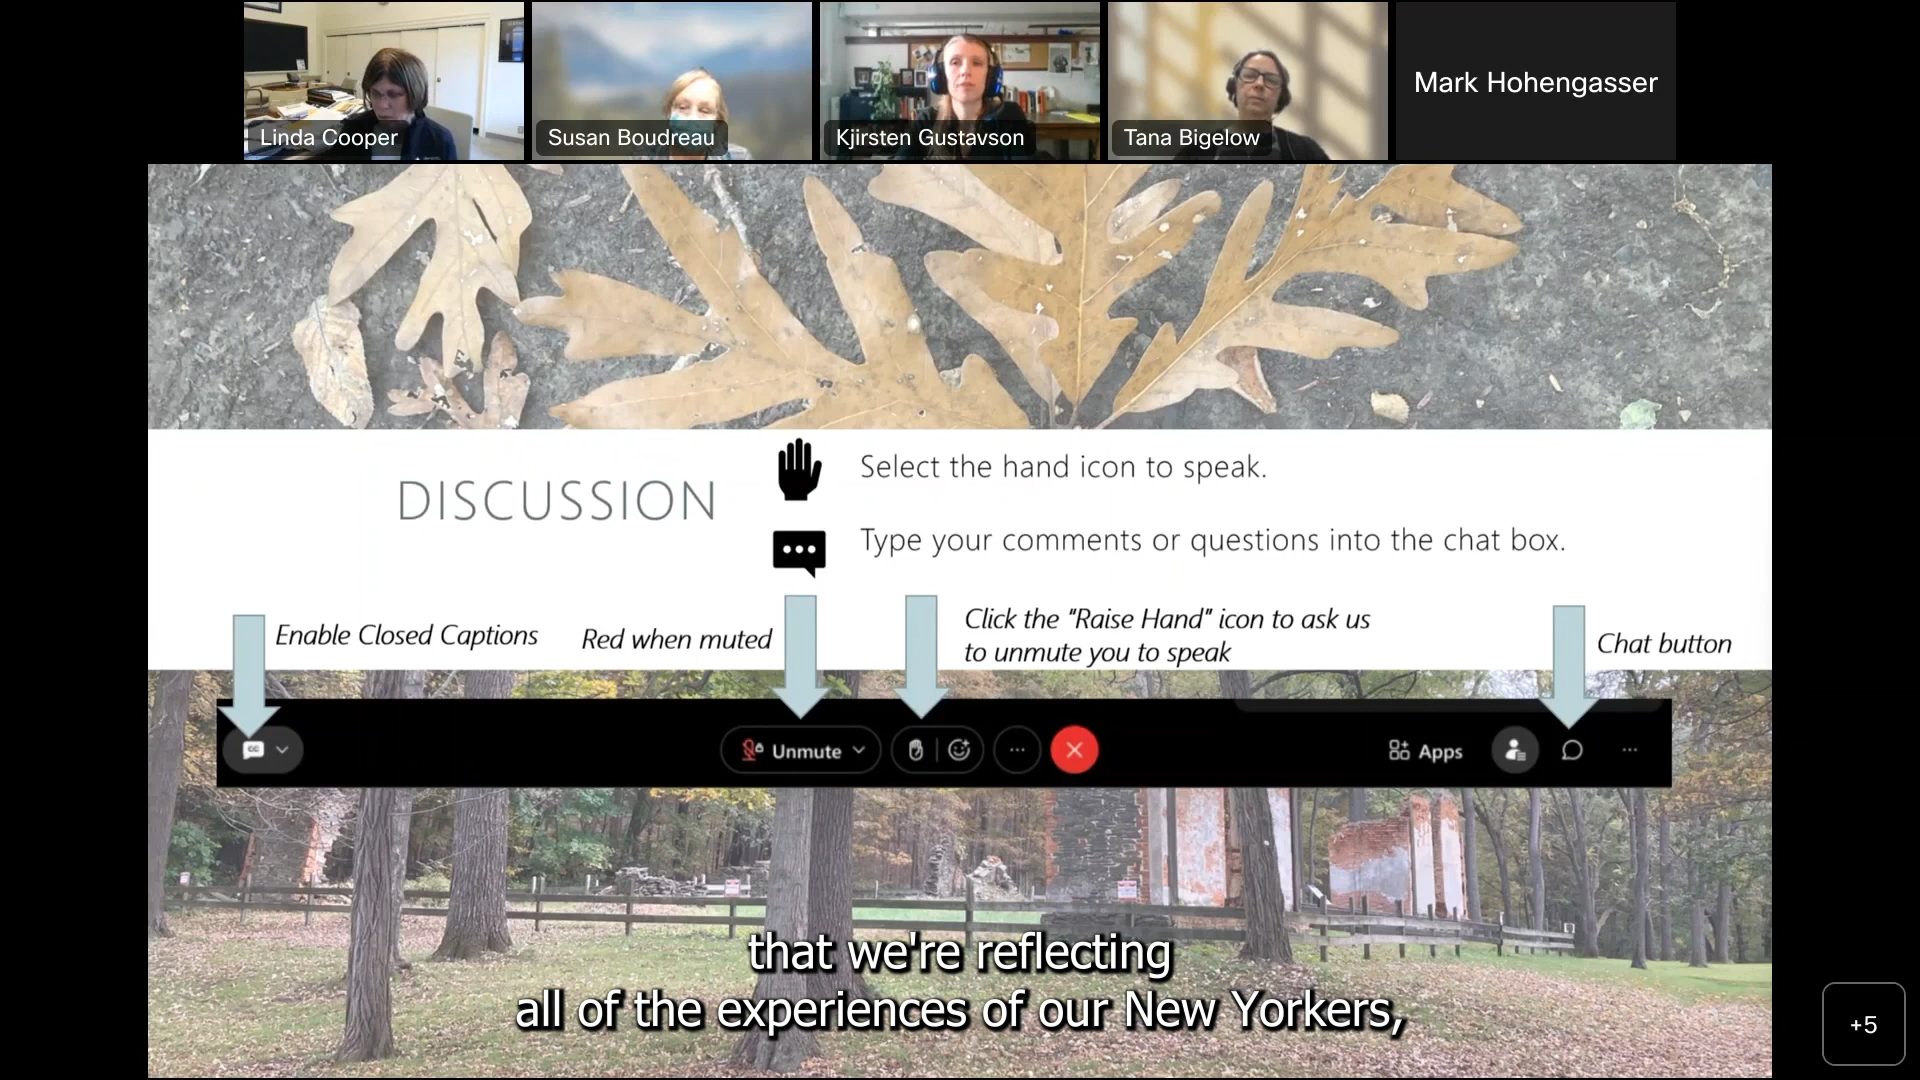 Linda Cooper
Susan Boudreau
Kjirsten Gustavson
Tana Bigelow
Mark Hohengasser
DISCUSSION
Select the hand icon to speak.
Type your comments or questions into the chat box.
Enable Closed Captions
Red when muted
Click the "Raise Hand" icon to ask us
to unmute you to speak
Chat button
CC
Unmute
Apps
that we're reflecting
all of the experiences of our New Yorkers,
+5